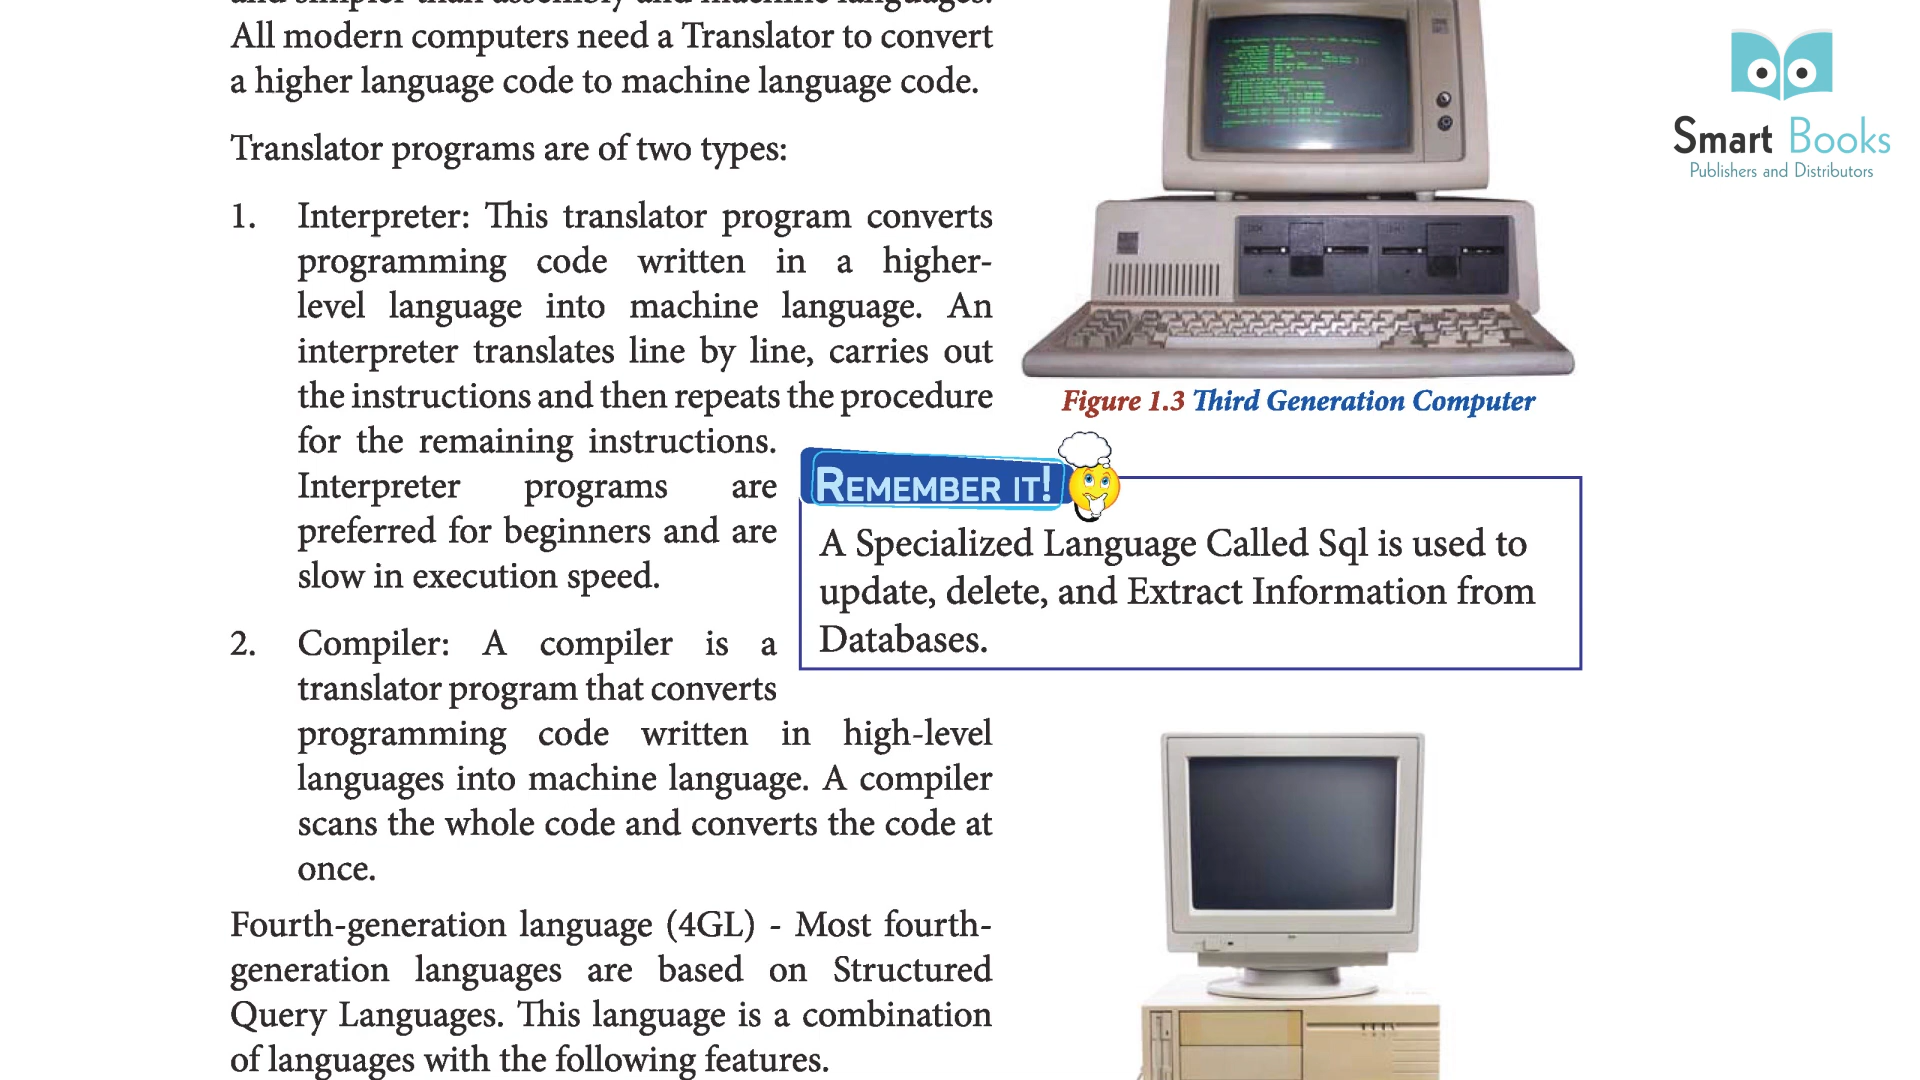 and simpler than assembly and machine languages.
All modern computers need a Translator to convert
a higher language code to machine language code.
Translator programs are of two types:
1. Interpreter: This translator program converts
programming code written in a higher-
level language into machine language. An
interpreter translates line by line, carries out
the instructions and then repeats the procedure
for the remaining instructions.
Interpreter programs are
preferred for beginners and are
slow in execution speed.
2. Compiler: A compiler is a
translator program that converts
programming code written in high-level
languages into machine language. A compiler
scans the whole code and converts the code at
once.
Fourth-generation language (4GL) - Most fourth-
generation languages are based on Structured
Query Languages. This language is a combination
of languages with the following features.
Figure 1.3 Third Generation Computer
REMEMBER IT!
A Specialized Language Called Sql is used to
update, delete, and Extract Information from
Databases.
Smart Books
Publishers and Distributors